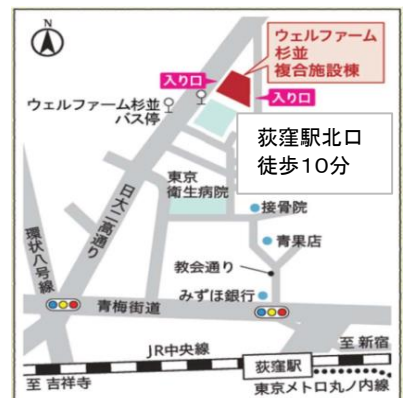 N
ウェルファーム
杉並
複合施設棟
入り口
入り口
ウェルファーム杉並
バス停
荻窪駅北口
徒歩10分
東京
衛生病院
日大二高通り
接骨院
青果店
環状八号線
教会通り
みずほ銀行
青梅街道
JR中央線
至 新宿
荻窪駅
至 吉祥寺
東京メトロ丸ノ内線